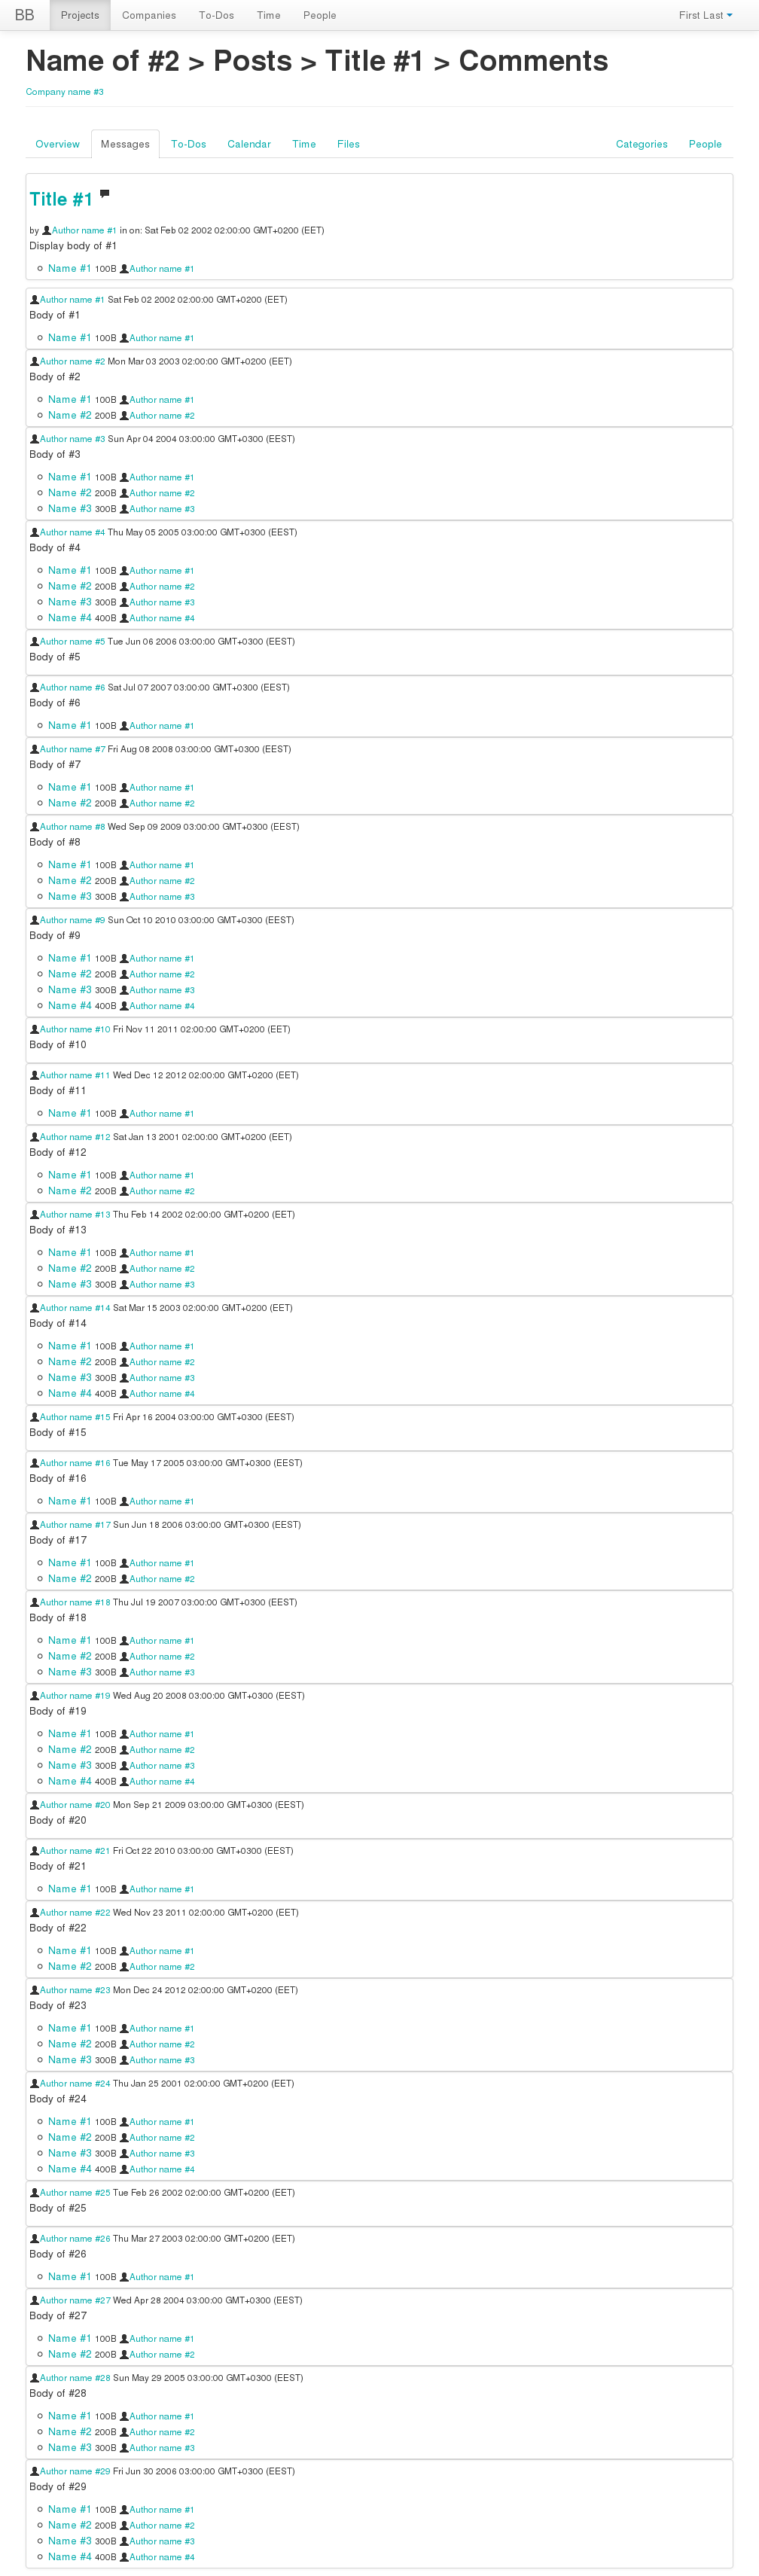 BB Projects Companies To-Dos Time People First Last
Name of #2 > Posts > Title #1 > Comments
Company name #3
Overview Messages To-Dos Calendar Time Files Categories People
Title #1
by Author name #1 in on: Sat Feb 02 2002 02:00:00 GMT+0200 (EET)
Display body of #1
Name #1 100B Author name #1
Author name #1 Sat Feb 02 2002 02:00:00 GMT+0200 (EET)
Body of #1
Name #1 100B Author name #1
Author name #2 Mon Mar 03 2003 02:00:00 GMT+0200 (EET)
Body of #2
Name #1 100B Author name #1
Name #2 200B Author name #2
Author name #3 Sun Apr 04 2004 03:00:00 GMT+0300 (EEST)
Body of #3
Name #1 100B Author name #1
Name #2 200B Author name #2
Name #3 300B Author name #3
Author name #4 Thu May 05 2005 03:00:00 GMT+0300 (EEST)
Body of #4
Name #1 100B Author name #1
Name #2 200B Author name #2
Name #3 300B Author name #3
Name #4 400B Author name #4
Author name #5 Tue Jun 06 2006 03:00:00 GMT+0300 (EEST)
Body of #5
Author name #6 Sat Jul 07 2007 03:00:00 GMT+0300 (EEST)
Body of #6
Name #1 100B Author name #1
Author name #7 Fri Aug 08 2008 03:00:00 GMT+0300 (EEST)
Body of #7
Name #1 100B Author name #1
Name #2 200B Author name #2
Author name #8 Wed Sep 09 2009 03:00:00 GMT+0300 (EEST)
Body of #8
Name #1 100B Author name #1
Name #2 200B Author name #2
Name #3 300B Author name #3
Author name #9 Sun Oct 10 2010 03:00:00 GMT+0300 (EEST)
Body of #9
Name #1 100B Author name #1
Name #2 200B Author name #2
Name #3 300B Author name #3
Name #4 400B Author name #4
Author name #10 Fri Nov 11 2011 02:00:00 GMT+0200 (EET)
Body of #10
Author name #11 Wed Dec 12 2012 02:00:00 GMT+0200 (EET)
Body of #11
Name #1 100B Author name #1
Author name #12 Sat Jan 13 2001 02:00:00 GMT+0200 (EET)
Body of #12
Name #1 100B Author name #1
Name #2 200B Author name #2
Author name #13 Thu Feb 14 2002 02:00:00 GMT+0200 (EET)
Body of #13
Name #1 100B Author name #1
Name #2 200B Author name #2
Name #3 300B Author name #3
Author name #14 Sat Mar 15 2003 02:00:00 GMT+0200 (EET)
Body of #14
Name #1 100B Author name #1
Name #2 200B Author name #2
Name #3 300B Author name #3
Name #4 400B Author name #4
Author name #15 Fri Apr 16 2004 03:00:00 GMT+0300 (EEST)
Body of #15
Author name #16 Tue May 17 2005 03:00:00 GMT+0300 (EEST)
Body of #16
Name #1 100B Author name #1
Author name #17 Sun Jun 18 2006 03:00:00 GMT+0300 (EEST)
Body of #17
Name #1 100B Author name #1
Name #2 200B Author name #2
Author name #18 Thu Jul 19 2007 03:00:00 GMT+0300 (EEST)
Body of #18
Name #1 100B Author name #1
Name #2 200B Author name #2
Name #3 300B Author name #3
Author name #19 Wed Aug 20 2008 03:00:00 GMT+0300 (EEST)
Body of #19
Name #1 100B Author name #1
Name #2 200B Author name #2
Name #3 300B Author name #3
Name #4 400B Author name #4
Author name #20 Mon Sep 21 2009 03:00:00 GMT+0300 (EEST)
Body of #20
Author name #21 Fri Oct 22 2010 03:00:00 GMT+0300 (EEST)
Body of #21
Name #1 100B Author name #1
Author name #22 Wed Nov 23 2011 02:00:00 GMT+0200 (EET)
Body of #22
Name #1 100B Author name #1
Name #2 200B Author name #2
Author name #23 Mon Dec 24 2012 02:00:00 GMT+0200 (EET)
Body of #23
Name #1 100B Author name #1
Name #2 200B Author name #2
Name #3 300B Author name #3
Author name #24 Thu Jan 25 2001 02:00:00 GMT+0200 (EET)
Body of #24
Name #1 100B Author name #1
Name #2 200B Author name #2
Name #3 300B Author name #3
Name #4 400B Author name #4
Author name #25 Tue Feb 26 2002 02:00:00 GMT+0200 (EET)
Body of #25
Author name #26 Thu Mar 27 2003 02:00:00 GMT+0200 (EET)
Body of #26
Name #1 100B Author name #1
Author name #27 Wed Apr 28 2004 03:00:00 GMT+0300 (EEST)
Body of #27
Name #1 100B Author name #1
Name #2 200B Author name #2
Author name #28 Sun May 29 2005 03:00:00 GMT+0300 (EEST)
Body of #28
Name #1 100B Author name #1
Name #2 200B Author name #2
Name #3 300B Author name #3
Author name #29 Fri Jun 30 2006 03:00:00 GMT+0300 (EEST)
Body of #29
Name #1 100B Author name #1
Name #2 200B Author name #2
Name #3 300B Author name #3
Name #4 400B Author name #4